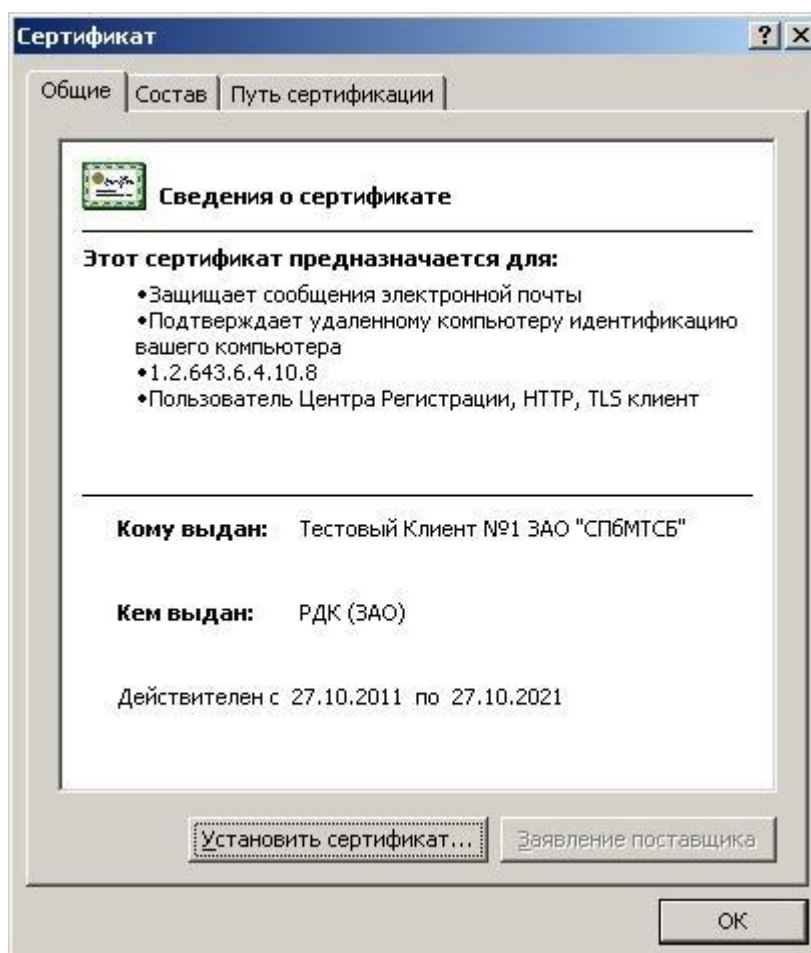 Сертификат
Общие Состав Путь сертификации
Сведения о сертификате
Этот сертификат предназначается для:
•Защищает сообщения электронной почты
•Подтверждает удаленному компьютеру идентификацию
вашего компьютера
•1.2.643.6.4.10.8
•Пользователь Центра Регистрации, HTTP, TLS клиент
Кому выдан: Тестовый Клиент №1 ЗАО "СПбМТСБ"
Кем выдан: РДК (ЗАО)
Действителен с 27.10.2011 по 27.10.2021
Установить сертификат... Заявление поставщика
ОК